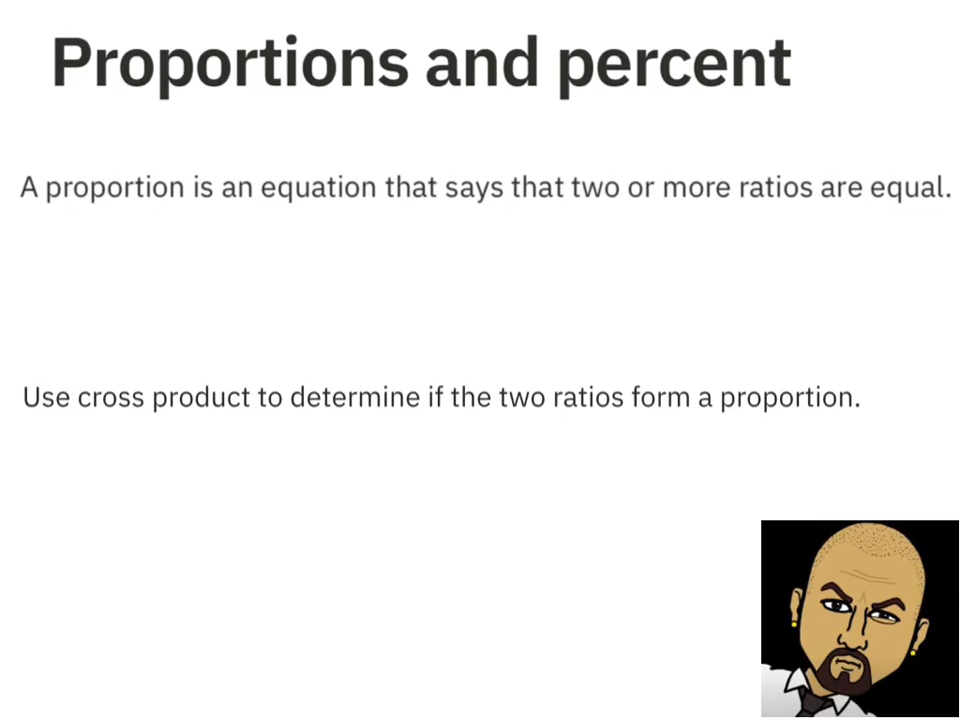 Proportions and percent
A proportion is an equation that says that two or more ratios are equal.
Use cross product to determine if the two ratios form a proportion.